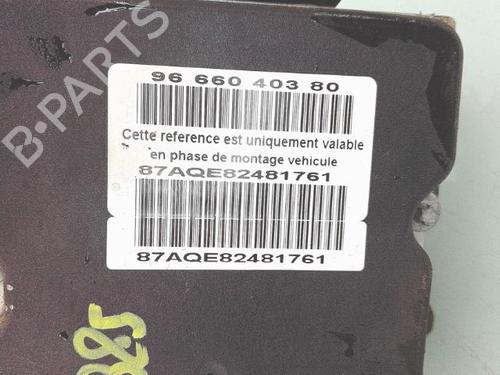 96 660 403 80
Cette reference est uniquement valable
en phase de montage vehicule
87AQE82481761
87AQE82481761
B-PARTS